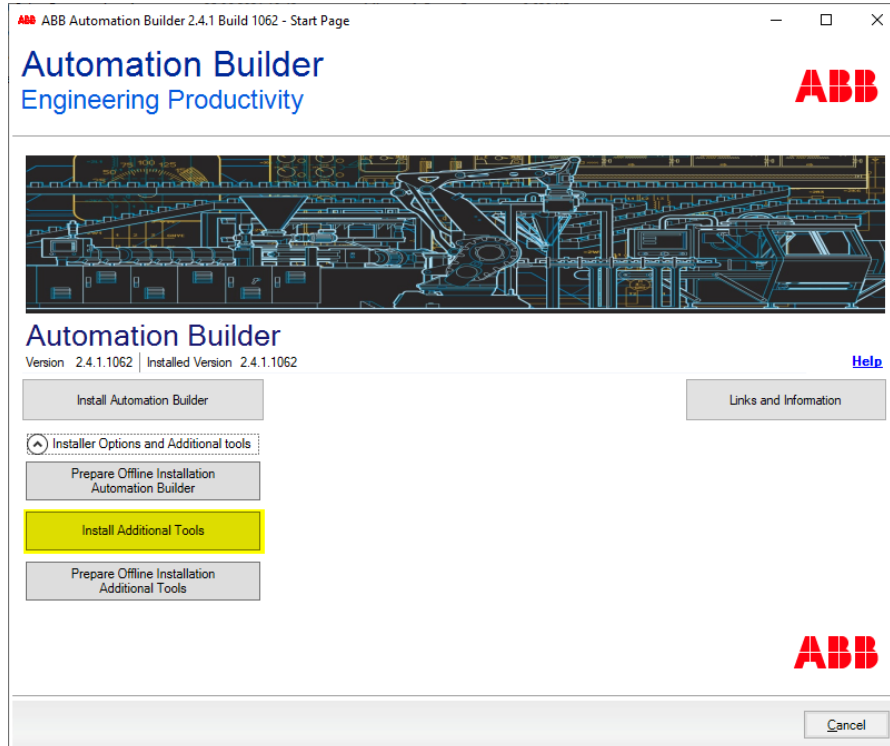 ABB ABB Automation Builder 2.4.1 Build 1062 - Start Page
Automation Builder
Engineering Productivity
ABB
Automation Builder
Version 2.4.1.1062 | Installed Version 2.4.1.1062
Help
Install Automation Builder
Links and Information
Installer Options and Additional tools
Prepare Offline Installation
Automation Builder
Install Additional Tools
Prepare Offline Installation
Additional Tools
ABB
Cancel